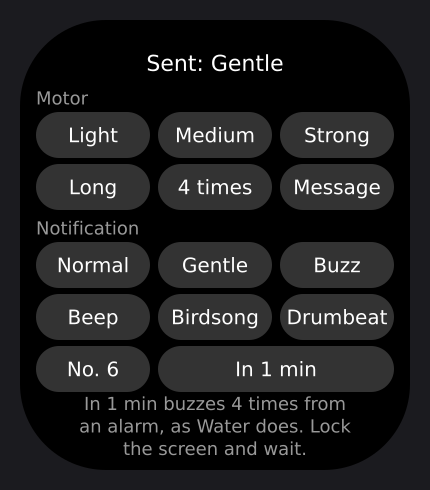 Sent: Gentle
Motor
Light Medium Strong
Long 4 times Message
Notification
Normal Gentle Buzz
Beep Birdsong Drumbeat
No. 6 In 1 min
In 1 min buzzes 4 times from
an alarm, as Water does. Lock
the screen and wait.